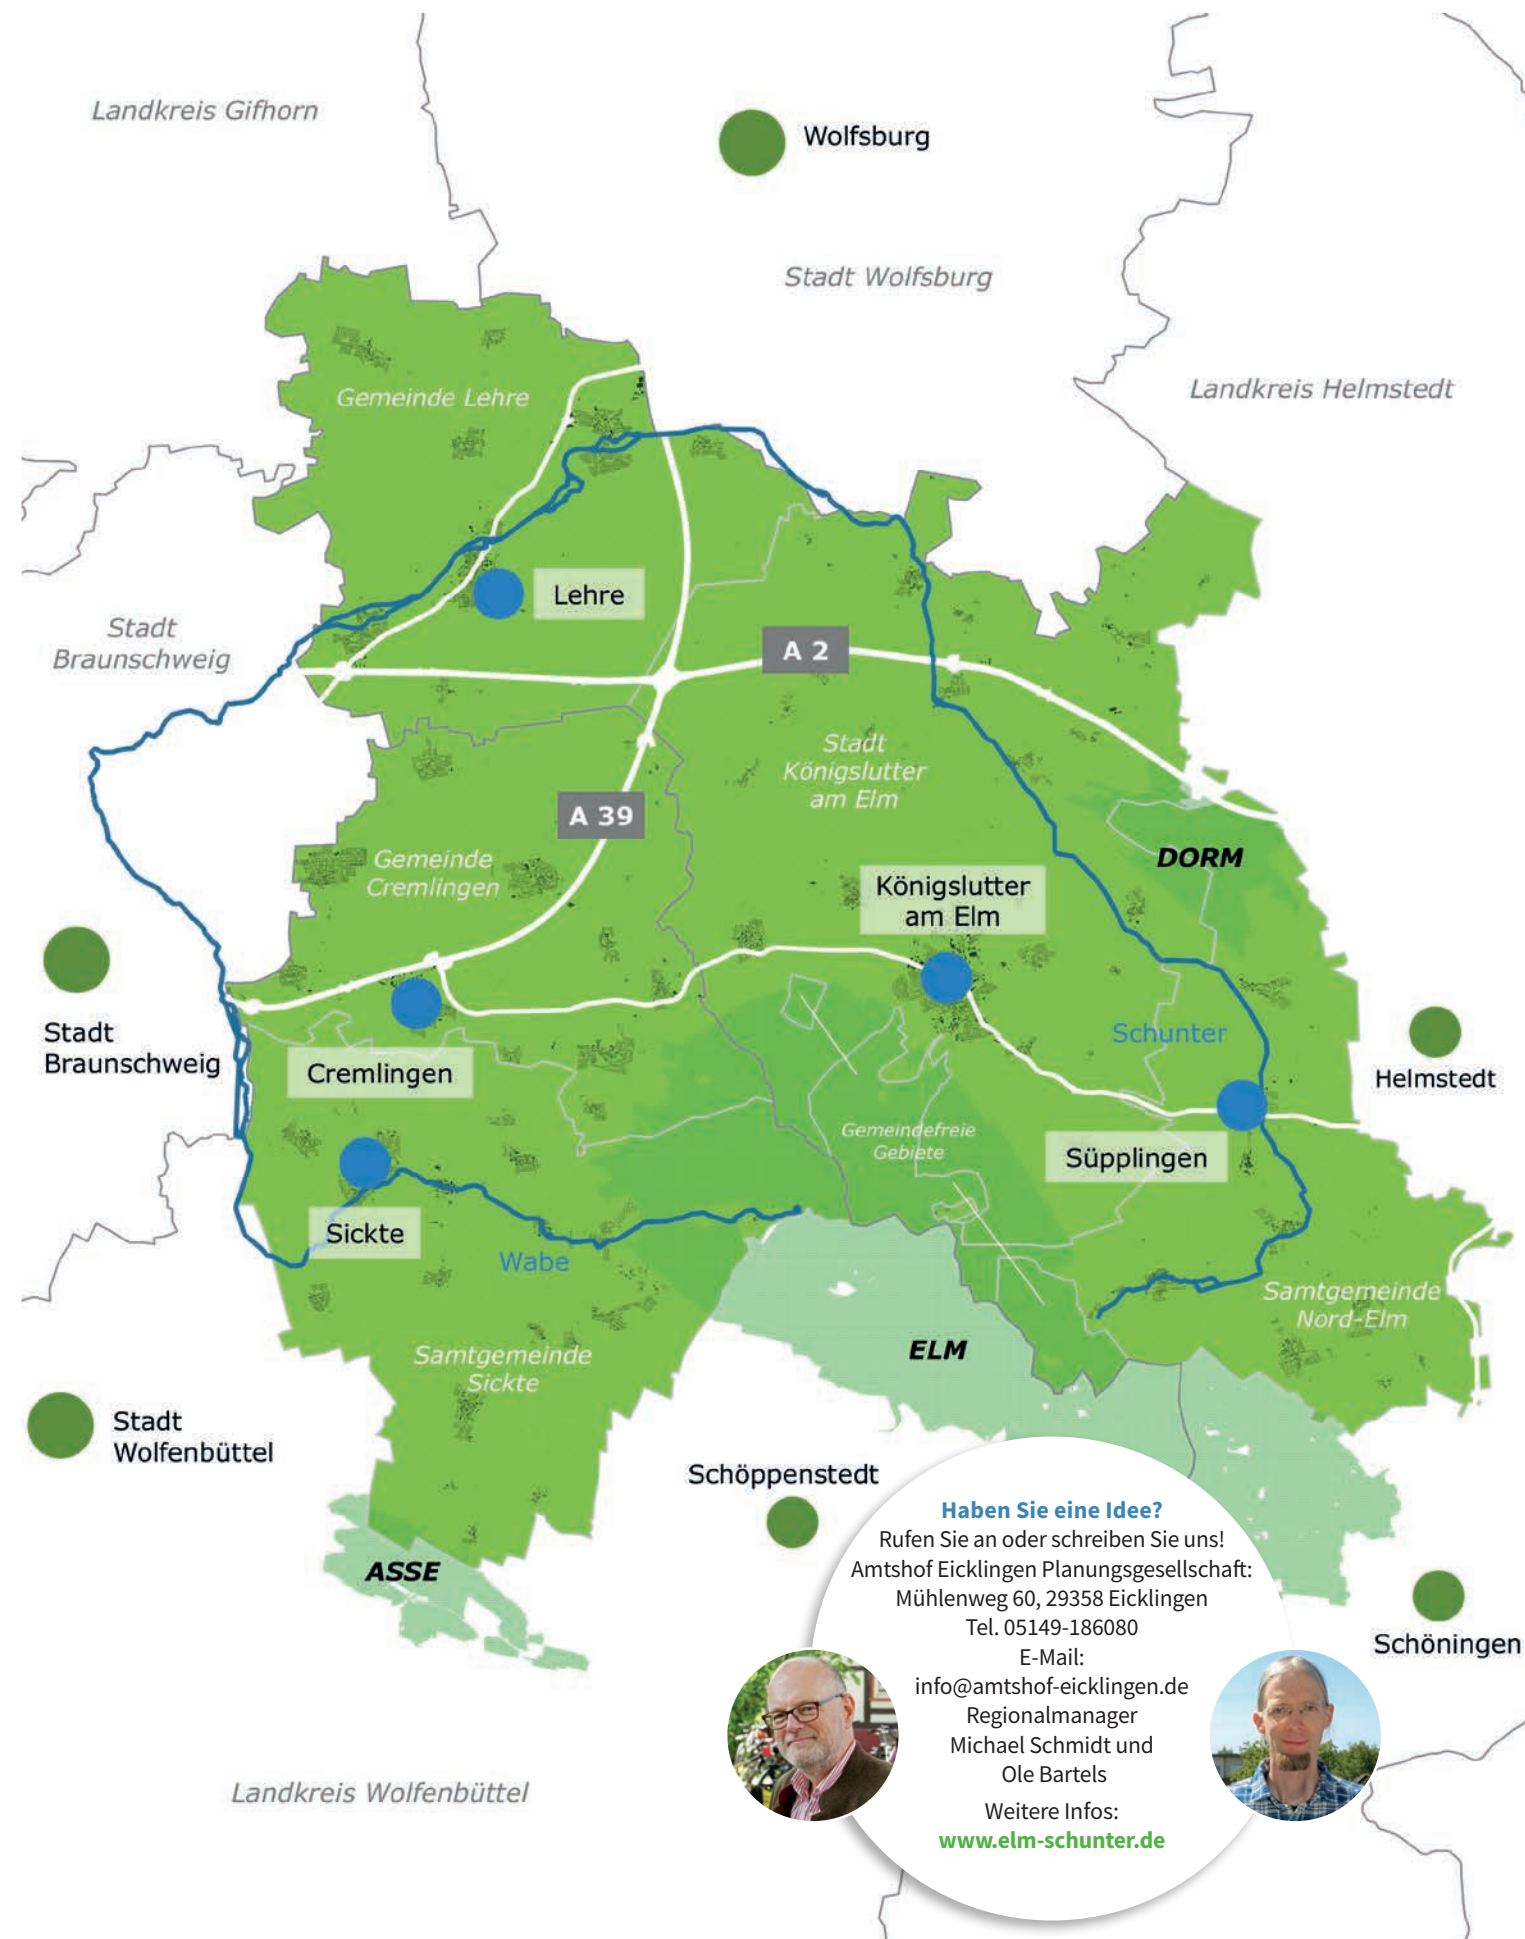 Landkreis Gifhorn
Wolfsburg
Stadt Wolfsburg
Landkreis Helmstedt
Gemeinde Lehre
Lehre
Stadt
Braunschweig
A 2
Stadt
Königslutter
am Elm
A 39
Gemeinde
Cremlingen
DORM
Königslutter
am Elm
Stadt
Braunschweig
Cremlingen
Schunter
Helmstedt
Gemeindefreie
Gebiete
Süpplingen
Sickte
Wabe
Samtgemeinde
Nord-Elm
ELM
Samtgemeinde
Sickte
Stadt
Wolfenbüttel
Schöppenstedt
ASSE
Schöningen
Landkreis Wolfenbüttel
Haben Sie eine Idee?
Rufen Sie an oder schreiben Sie uns!
Amtshof Eicklingen Planungsgesellschaft:
Mühlenweg 60, 29358 Eicklingen
Tel. 05149-186080
E-Mail:
info@amtshof-eicklingen.de
Regionalmanager
Michael Schmidt und
Ole Bartels
Weitere Infos:
www.elm-schunter.de